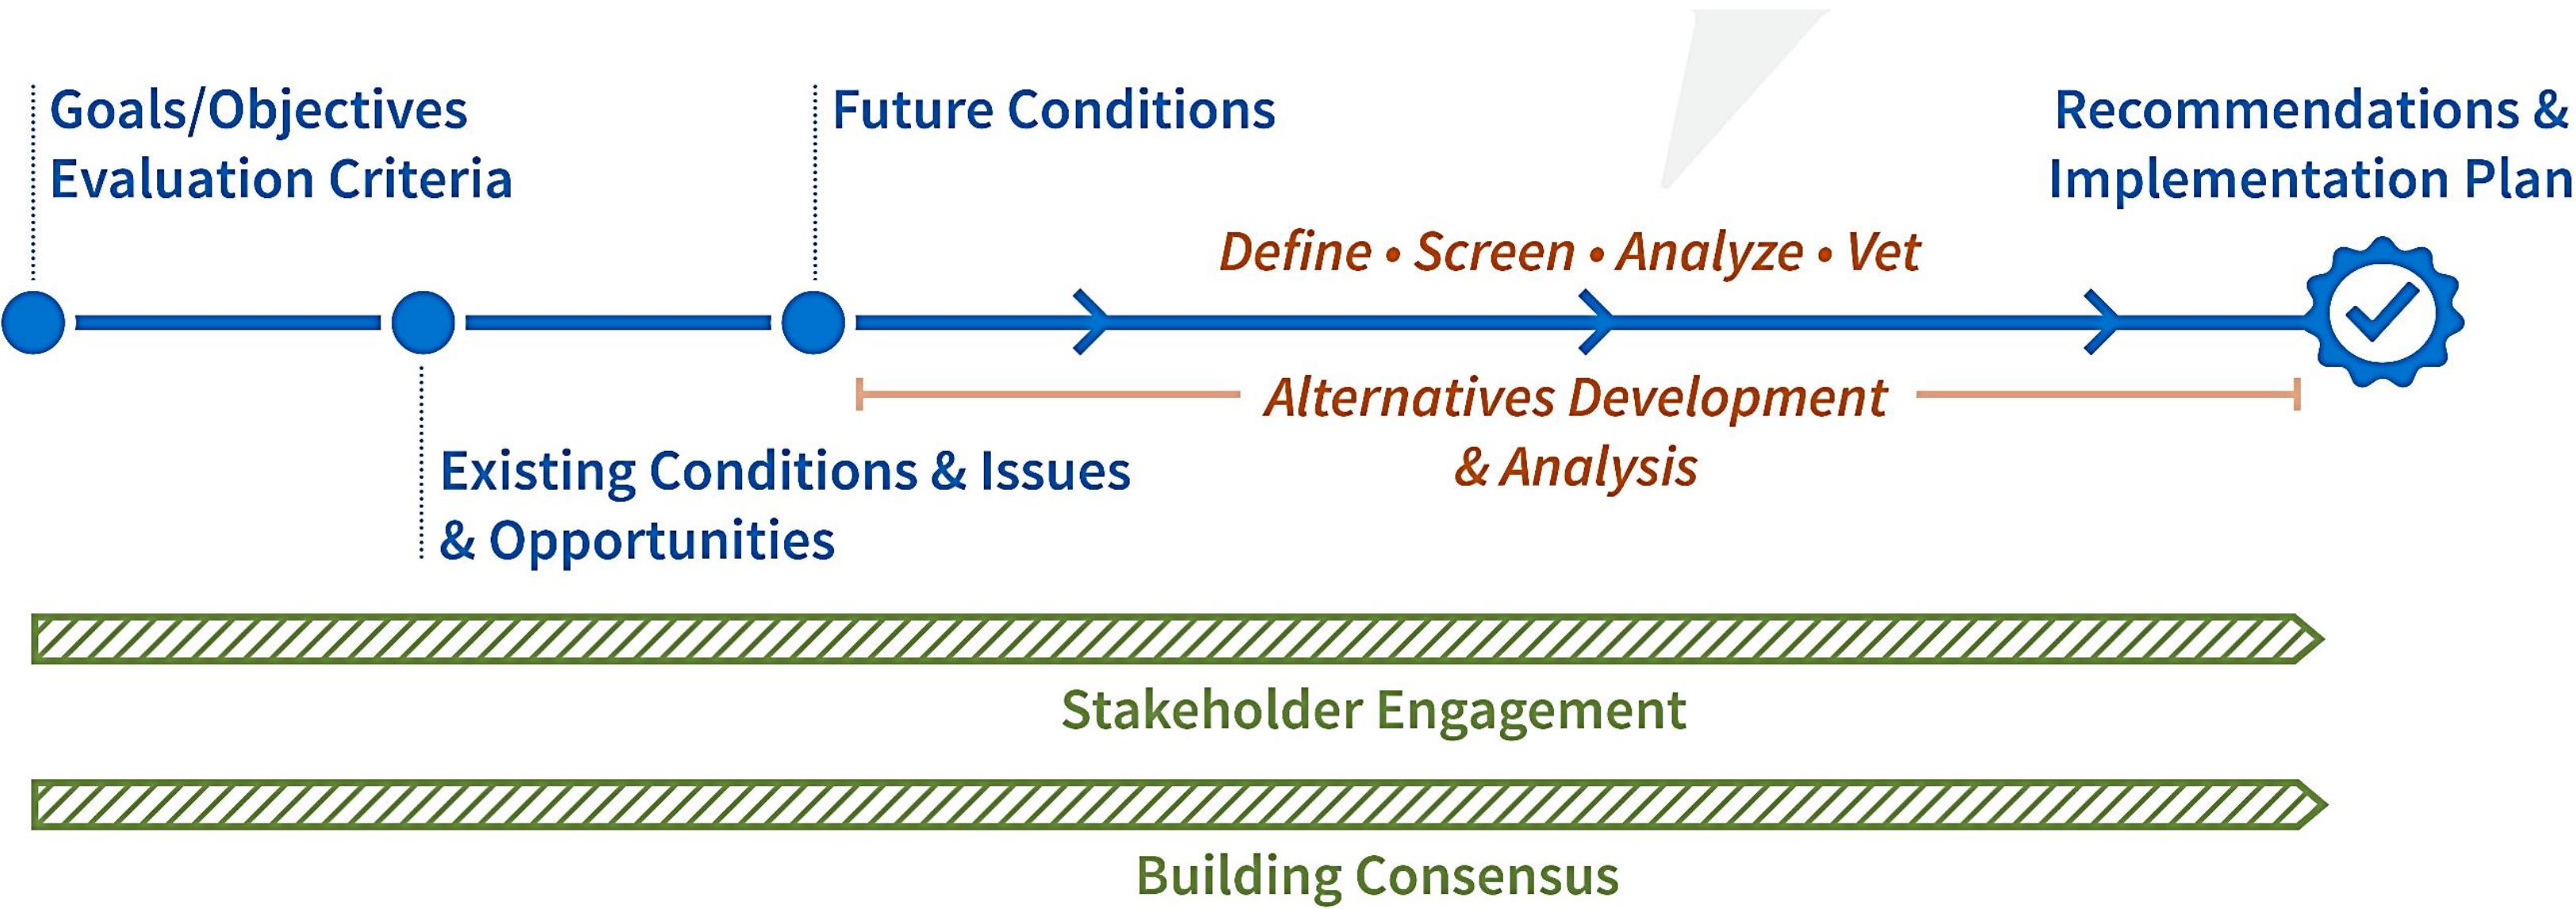 Goals/Objectives
Evaluation Criteria
Future Conditions
Recommendations &
Implementation Plan
Define • Screen • Analyze • Vet
Alternatives Development
& Analysis
Existing Conditions & Issues
& Opportunities
Stakeholder Engagement
Building Consensus